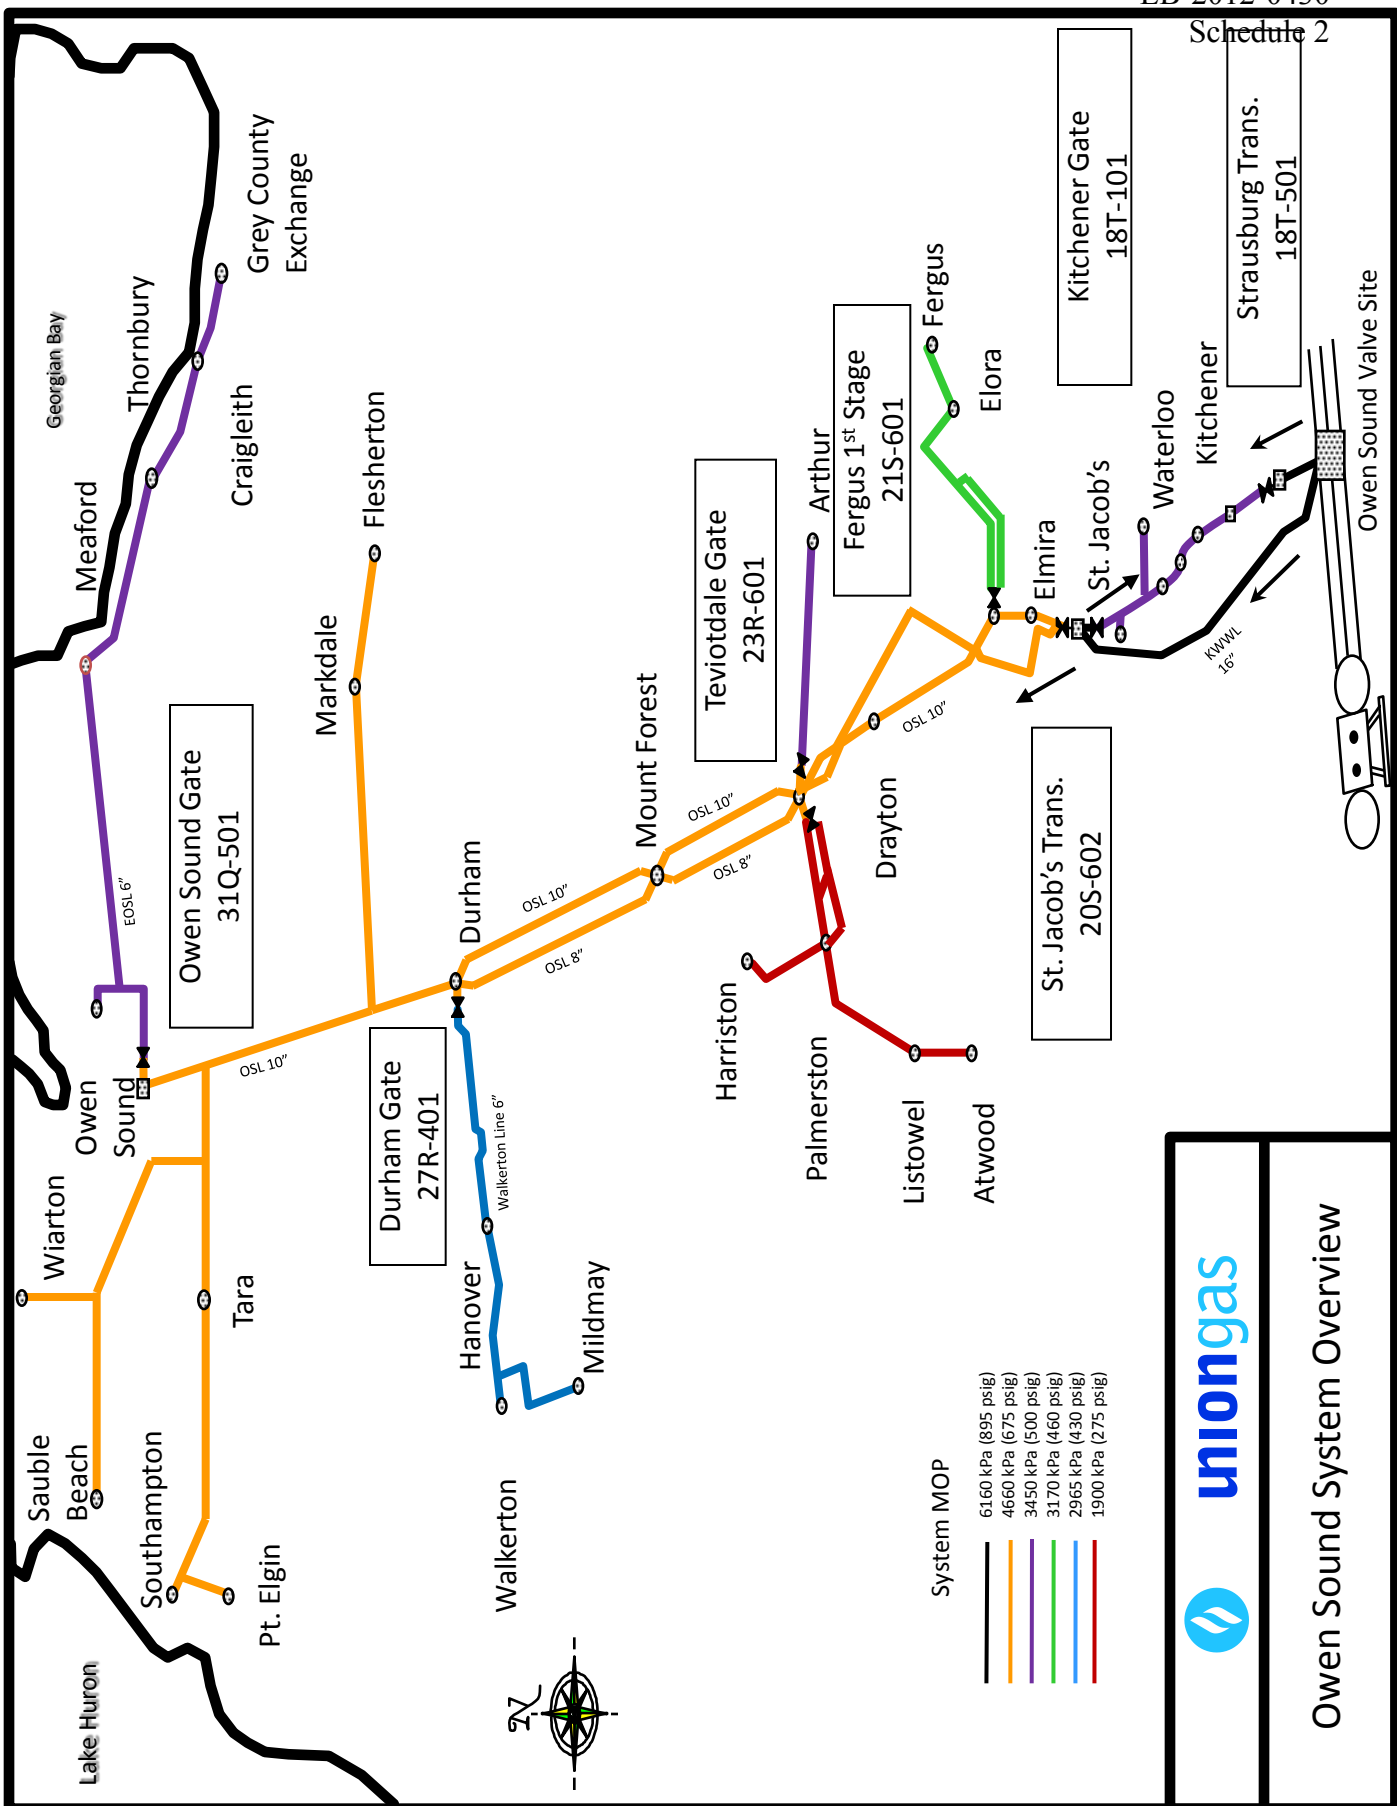 EB-2012-0430
Schedule 2
Georgian Bay
Lake Huron
Grey County
Exchange
Thornbury
Craigleith
Meaford
Owen
Sound
EOSL 6”
Owen Sound Gate
31Q-501
Wiarton
Sauble
Beach
Tara
Southampton
Pt. Elgin
OSL 10”
Flesherton
Markdale
Durham
Durham Gate
27R-401
Walkerton Line 6”
Hanover
Mildmay
Walkerton
OSL 10”
OSL 8”
Mount Forest
OSL 10”
OSL 8”
Teviotdale Gate
23R-601
Arthur
Fergus 1st Stage
21S-601
Fergus
Elora
Harriston
Palmerston
Listowel
Atwood
Drayton
OSL 10”
Elmira
St. Jacob’s
Waterloo
Kitchener
Kitchener Gate
18T-101
Strausburg Trans.
18T-501
St. Jacob’s Trans.
20S-602
KWWL
16”
Owen Sound Valve Site
N
System MOP
6160 kPa (895 psig)
4660 kPa (675 psig)
3450 kPa (500 psig)
3170 kPa (460 psig)
2965 kPa (430 psig)
1900 kPa (275 psig)
uniongas
Owen Sound System Overview